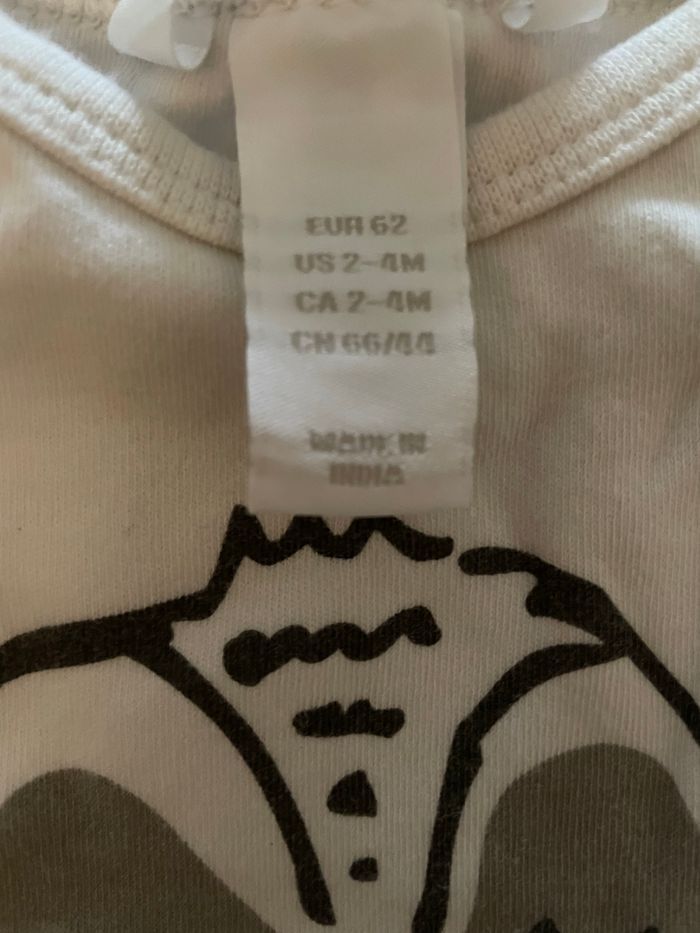 EUR 62
US 2-4M
CA 2-4M
CN 66/44
MADE IN
INDIA